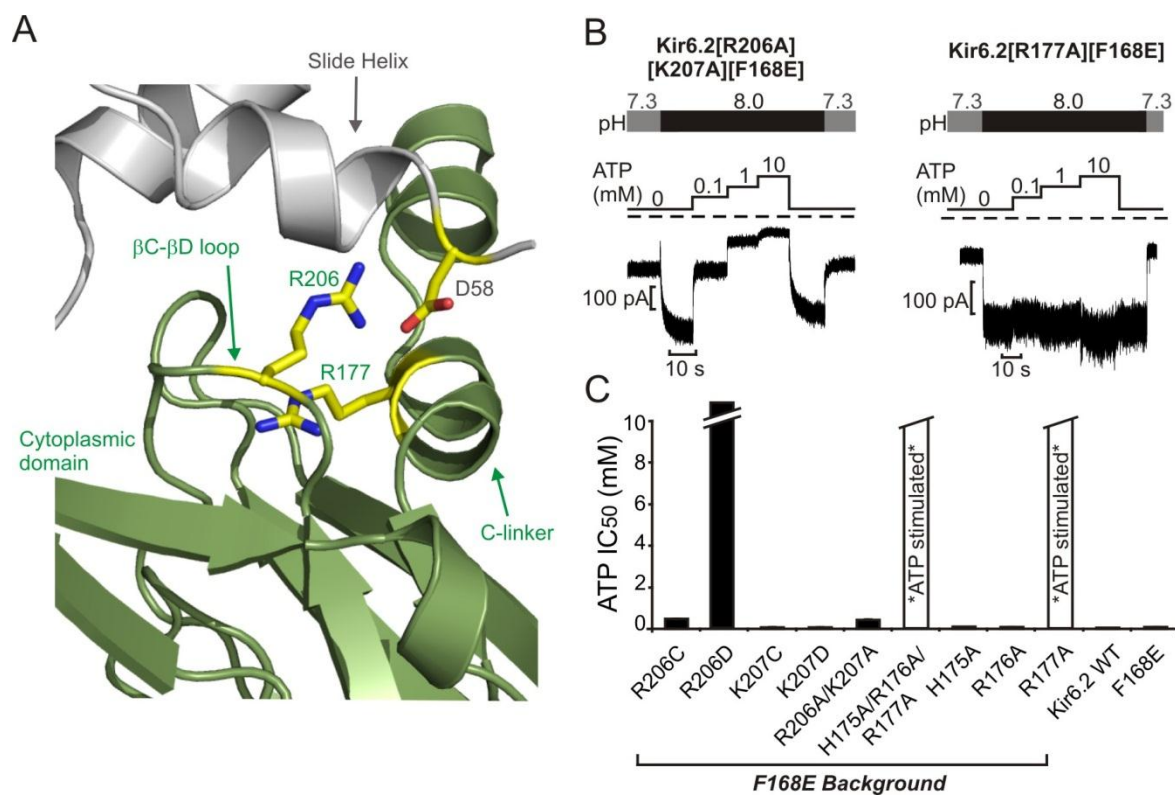 A
Slide Helix
βC-βD loop
R206
D58
R177
Cytoplasmic
domain
C-linker
B
Kir6.2[R206A]
[K207A][F168E]
7.3 8.0 7.3
pH
ATP
(mM)
0 0.1 1 10
100 pA
10 s
Kir6.2[R177A][F168E]
7.3 8.0 7.3
pH
ATP
(mM)
0 0.1 1 10
100 pA
10 s
C
ATP IC50 (mM)
10
8
6
4
2
0
*ATP stimulated*
*ATP stimulated*
R206C
R206D
K207C
K207D
R206A/K207A
H175A/R176A/
R177A
H175A
R176A
R177A
Kir6.2 WT
F168E
F168E Background